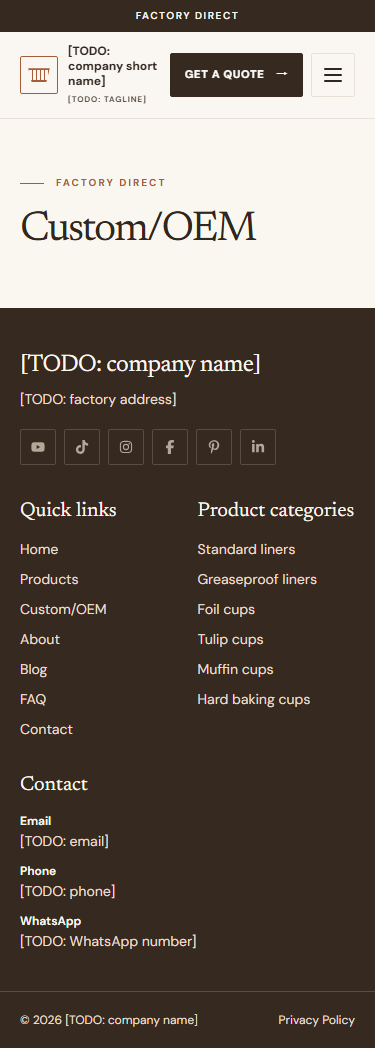 FACTORY DIRECT
[TODO:
company short
name]
[TODO: TAGLINE]
GET A QUOTE →
FACTORY DIRECT
Custom/OEM
[TODO: company name]
[TODO: factory address]
Quick links
Home
Products
Custom/OEM
About
Blog
FAQ
Contact
Product categories
Standard liners
Greaseproof liners
Foil cups
Tulip cups
Muffin cups
Hard baking cups
Contact
Email
[TODO: email]
Phone
[TODO: phone]
WhatsApp
[TODO: WhatsApp number]
© 2026 [TODO: company name]
Privacy Policy